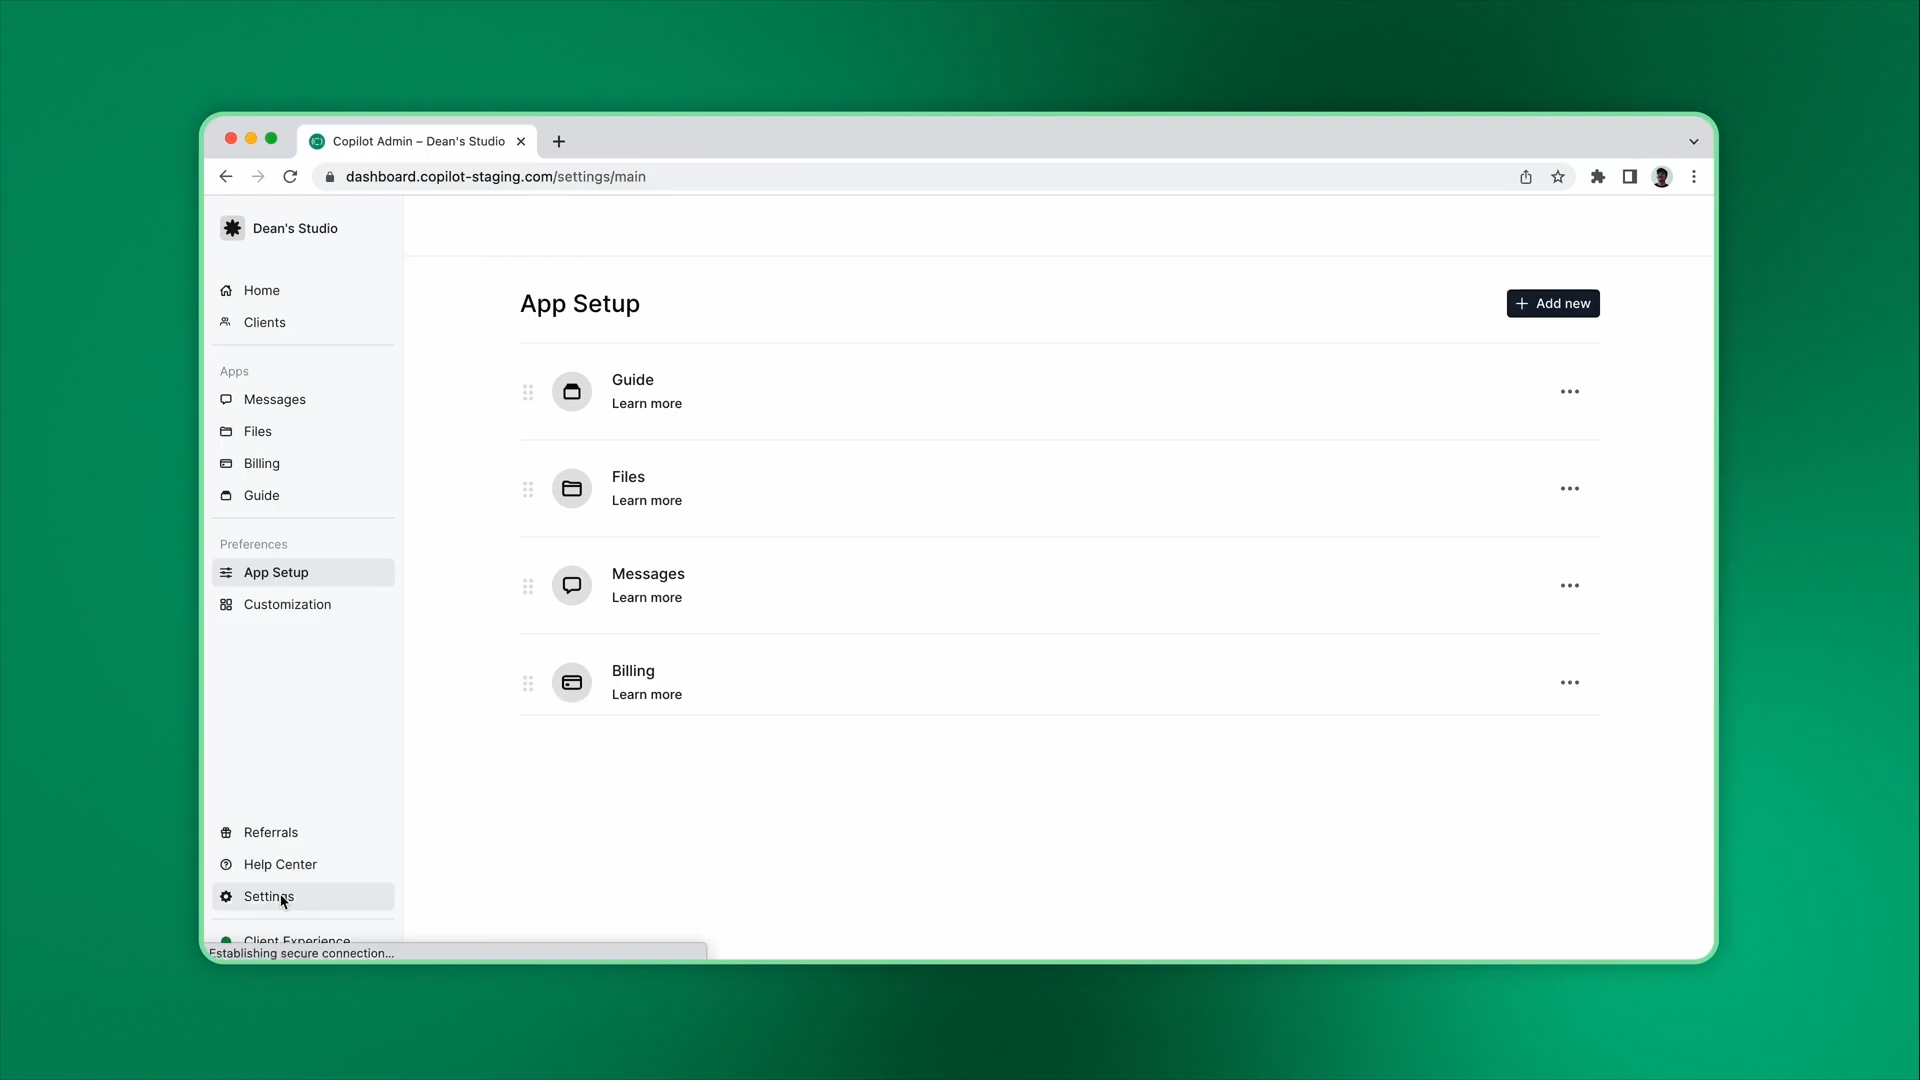 Copilot Admin – Dean's Studio
dashboard.copilot-staging.com/settings/main
Dean's Studio
Home
Clients
Apps
Messages
Files
Billing
Guide
Preferences
App Setup
Customization
Referrals
Help Center
Settings
Client Experience
Establishing secure connection...
App Setup
Add new
Guide
Learn more
Files
Learn more
Messages
Learn more
Billing
Learn more